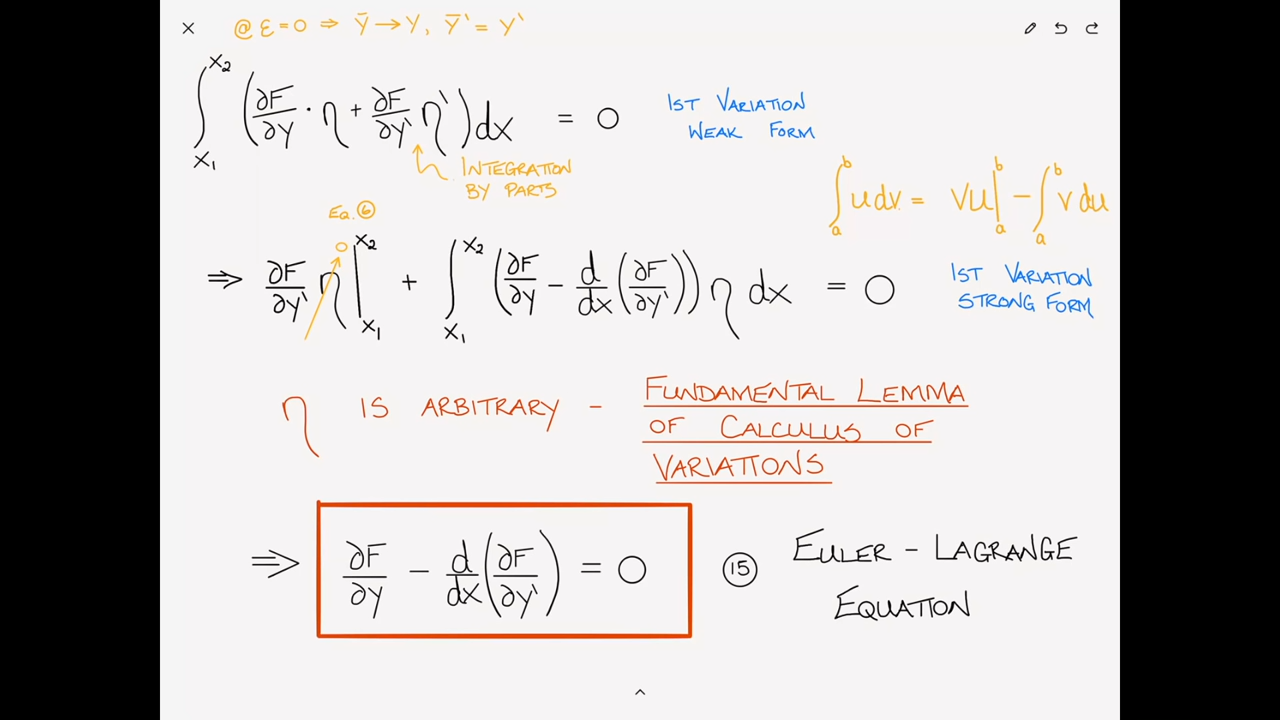 @ ε = 0 ⇒ Ȳ → Y, Ȳ` = Y`
∫_{X₁}^{X₂} (∂F/∂Y · η + ∂F/∂Y` η`) dx = 0
1ST VARIATION
WEAK FORM
INTEGRATION
BY PARTS
∫_a^b u dv = vu|_a^b − ∫_a^b v du
Eq. ⑥
0
⇒ ∂F/∂Y` η |_{X₁}^{X₂} + ∫_{X₁}^{X₂} (∂F/∂Y − d/dx (∂F/∂Y`)) η dx = 0
1ST VARIATION
STRONG FORM
η IS ARBITRARY - FUNDAMENTAL LEMMA
OF CALCULUS OF
VARIATIONS
⇒ ∂F/∂Y − d/dx (∂F/∂Y`) = 0 ⑮ EULER - LAGRANGE
EQUATION